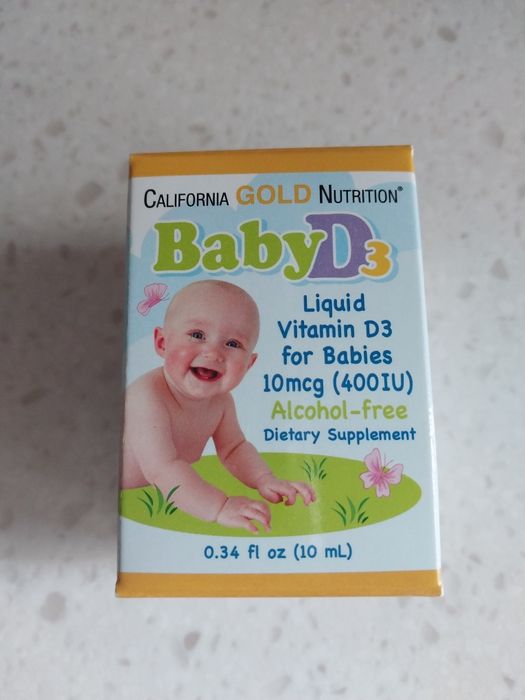 CALIFORNIA GOLD NUTRITION®
BabyD3
Liquid
Vitamin D3
for Babies
10mcg (400IU)
Alcohol-free
Dietary Supplement
0.34 fl oz (10 mL)